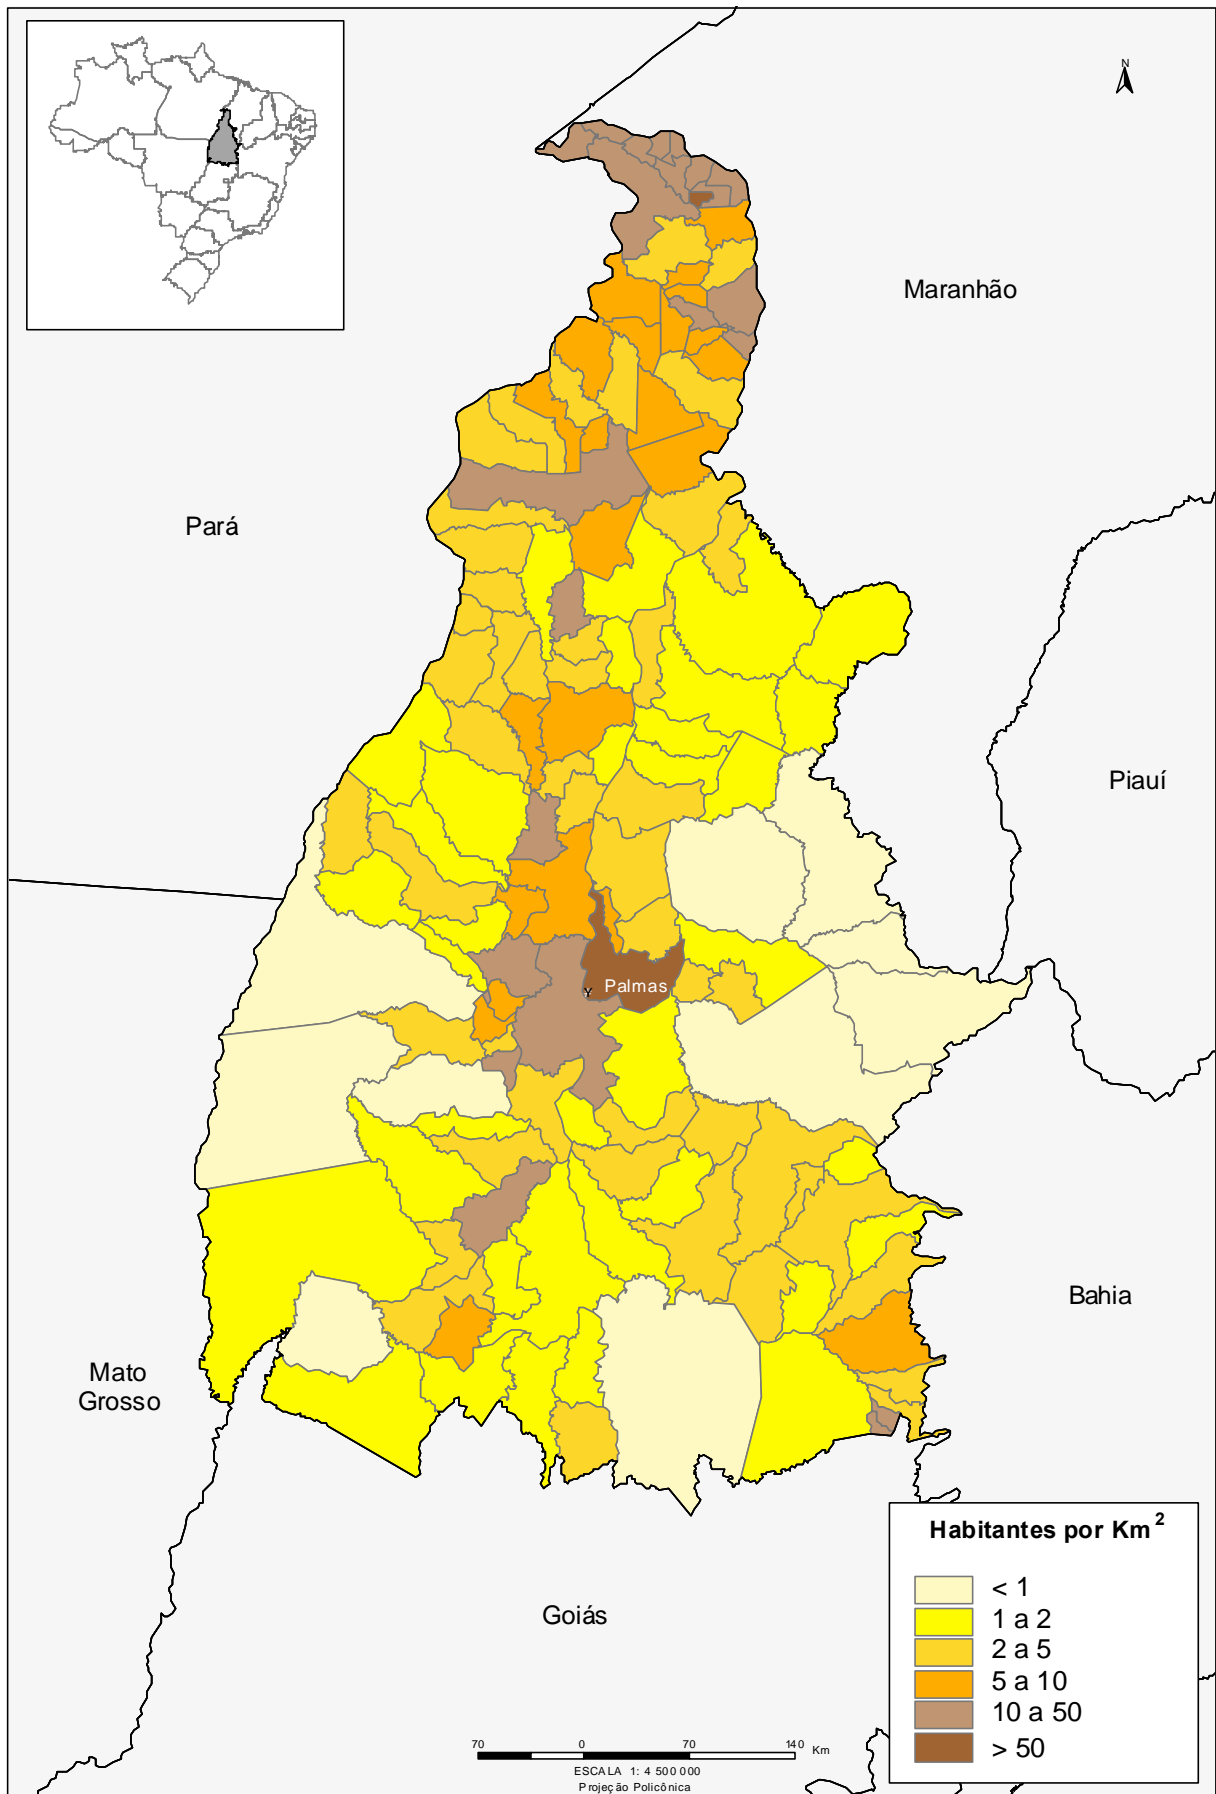 N
Maranhão
Pará
Piauí
Palmas
Bahia
Mato
Grosso
Goiás
Habitantes por Km²
< 1
1 a 2
2 a 5
5 a 10
10 a 50
> 50
70 0 70 140 Km
ESCALA 1: 4 500 000
Projeção Policônica